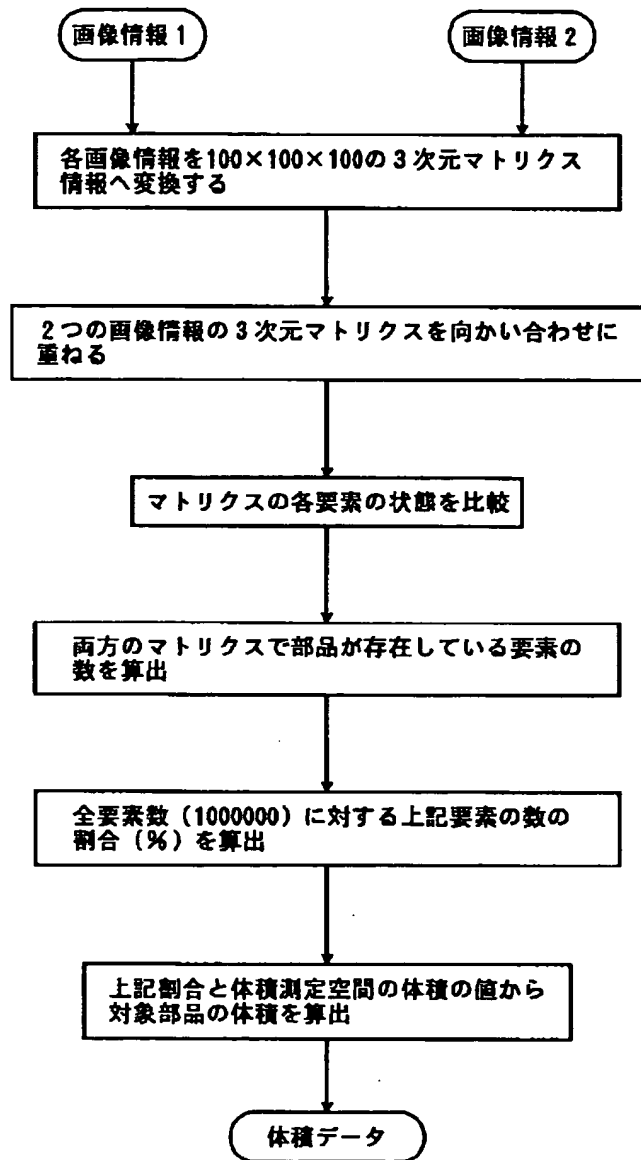 画像情報1
画像情報2
各画像情報を100×100×100の3次元マトリクス
情報へ変換する
2つの画像情報の3次元マトリクスを向かい合わせに
重ねる
マトリクスの各要素の状態を比較
両方のマトリクスで部品が存在している要素の
数を算出
全要素数(1000000)に対する上記要素の数の
割合(%)を算出
上記割合と体積測定空間の体積の値から
対象部品の体積を算出
体積データ